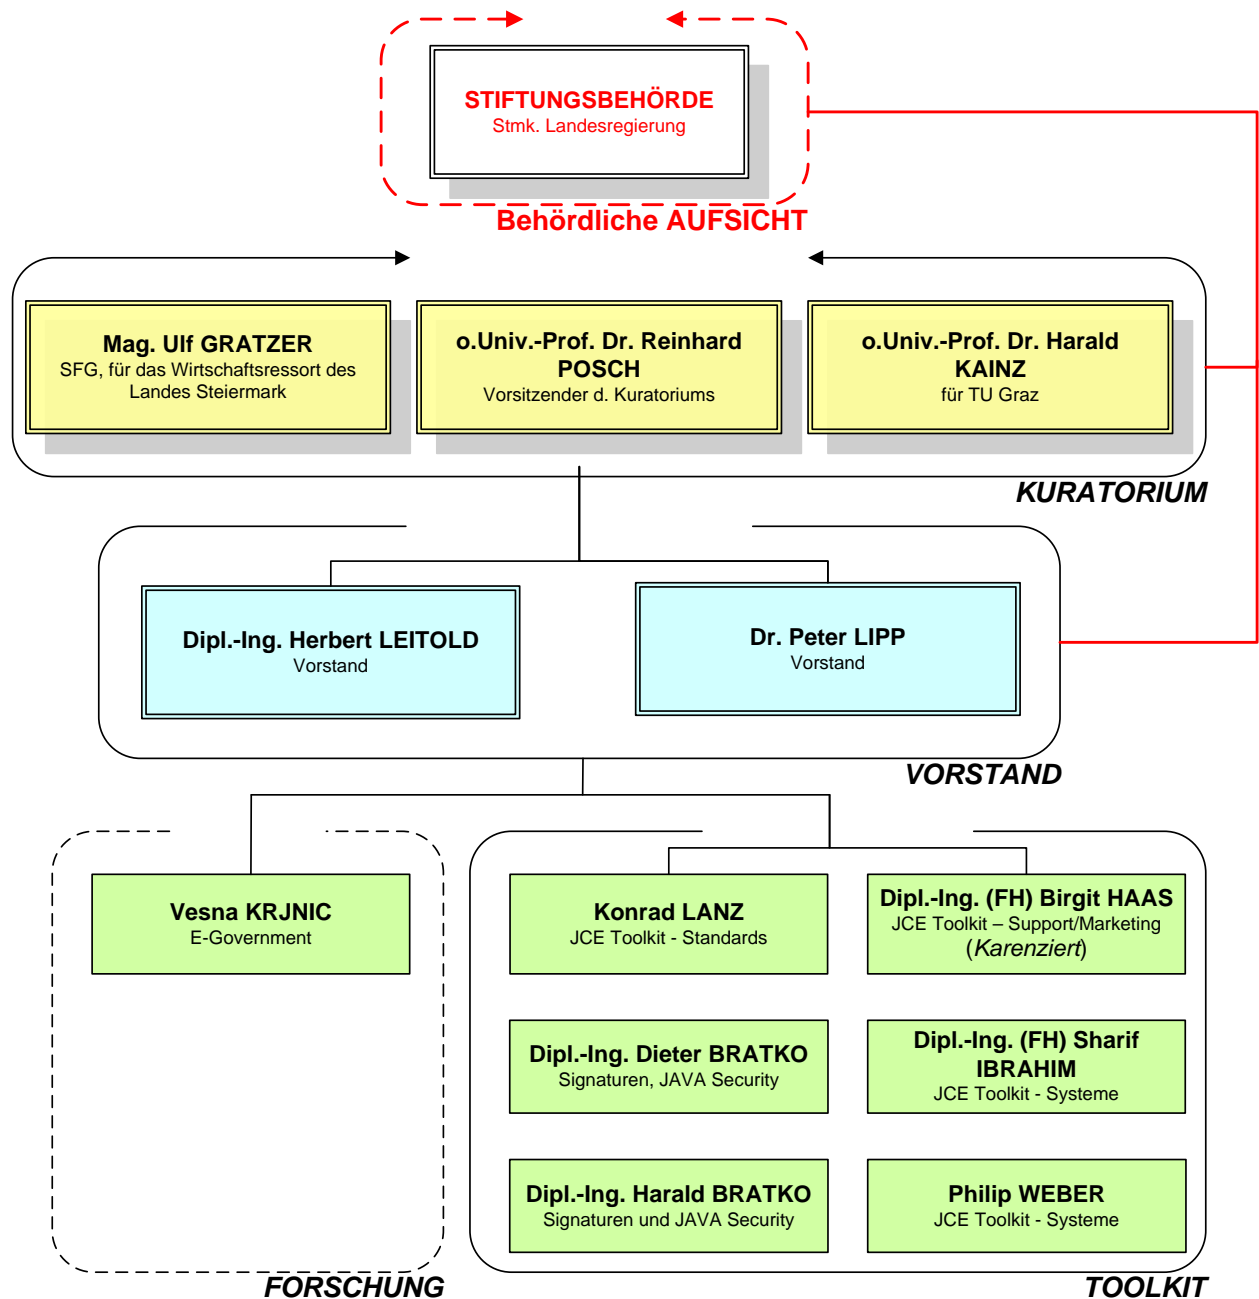 STIFTUNGSBEHÖRDE
Stmk. Landesregierung
Behördliche AUFSICHT
Mag. Ulf GRATZER
SFG, für das Wirtschaftsressort des
Landes Steiermark
o.Univ.-Prof. Dr. Reinhard
POSCH
Vorsitzender d. Kuratoriums
o.Univ.-Prof. Dr. Harald
KAINZ
für TU Graz
KURATORIUM
Dipl.-Ing. Herbert LEITOLD
Vorstand
Dr. Peter LIPP
Vorstand
VORSTAND
Vesna KRJNIC
E-Government
FORSCHUNG
Konrad LANZ
JCE Toolkit - Standards
Dipl.-Ing. (FH) Birgit HAAS
JCE Toolkit – Support/Marketing
(Karenziert)
Dipl.-Ing. Dieter BRATKO
Signaturen, JAVA Security
Dipl.-Ing. (FH) Sharif
IBRAHIM
JCE Toolkit - Systeme
Dipl.-Ing. Harald BRATKO
Signaturen und JAVA Security
Philip WEBER
JCE Toolkit - Systeme
TOOLKIT